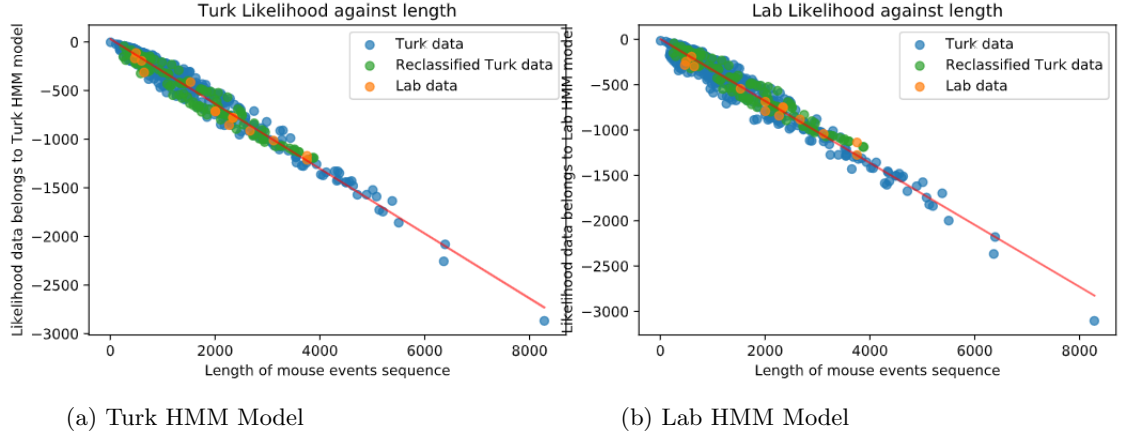 Turk Likelihood against length
Likelihood data belongs to Turk HMM model
0
−500
−1000
−1500
−2000
−2500
−3000
Turk data
Reclassified Turk data
Lab data
0
2000
4000
6000
8000
Length of mouse events sequence
(a) Turk HMM Model
Lab Likelihood against length
Likelihood data belongs to Lab HMM model
0
−500
−1000
−1500
−2000
−2500
−3000
Turk data
Reclassified Turk data
Lab data
0
2000
4000
6000
8000
Length of mouse events sequence
(b) Lab HMM Model